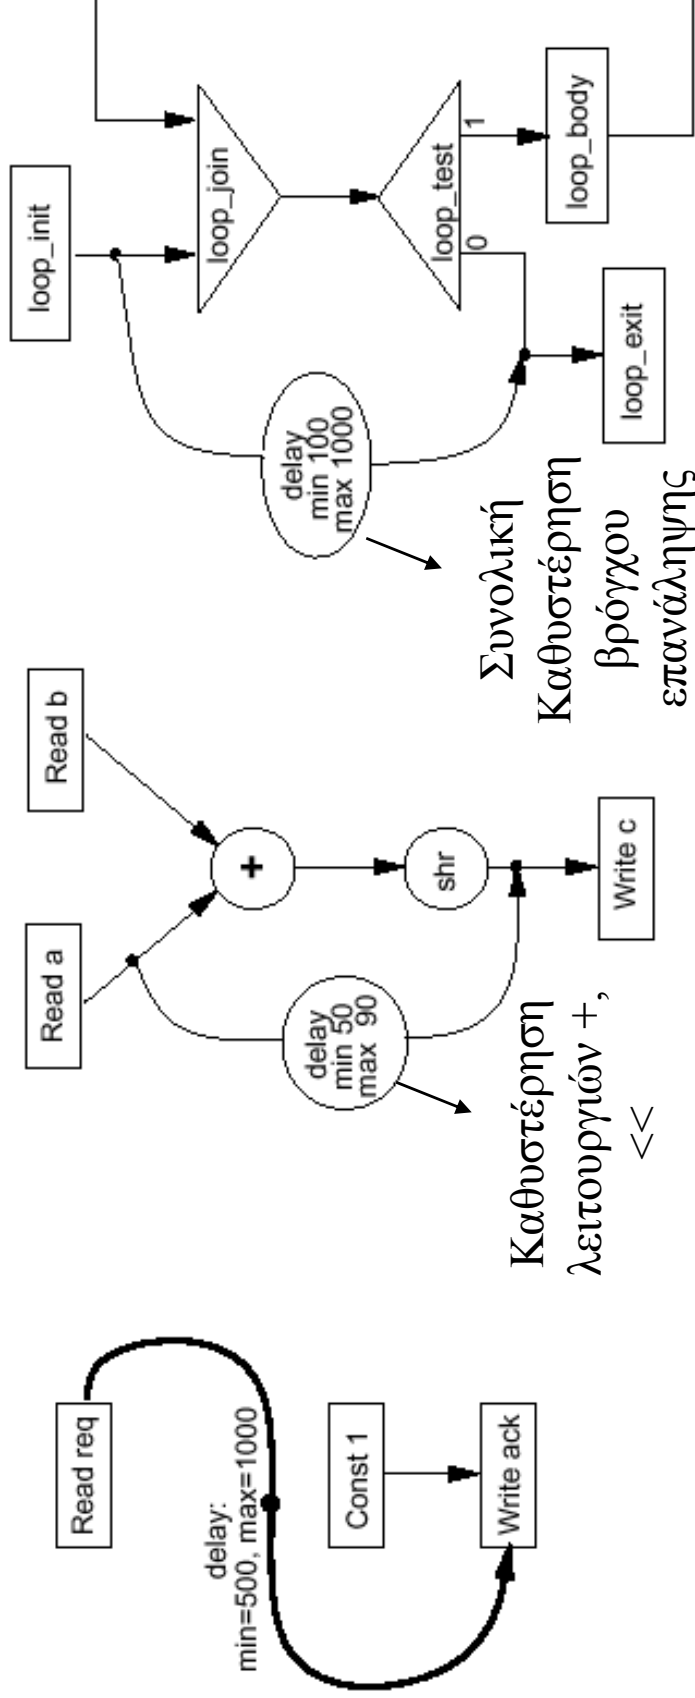 Read req
delay:
min=500, max=1000
Const 1
Write ack
Read a
Read b
+
delay
min 50
max 90
shr
Write c
Καθυστέρηση
λειτουργιών +,
<<
loop_init
loop_join
delay
min 100
max 1000
loop_test
0
1
loop_body
loop_exit
Συνολική
Καθυστέρηση
βρόγχου
επανάληψης